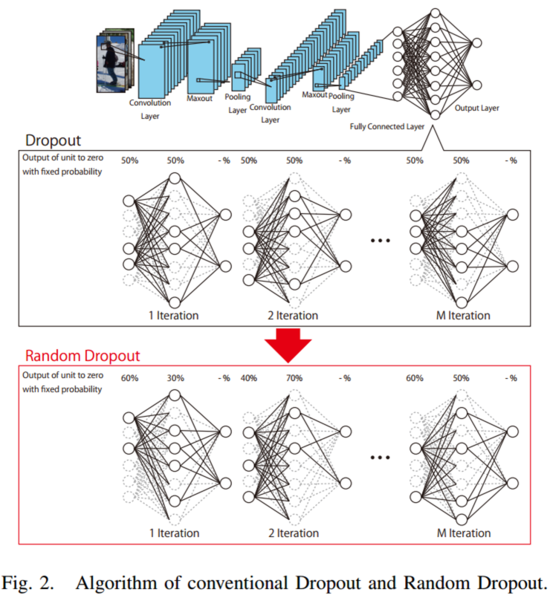 Convolution
Layer
Maxout
Pooling
Layer
Convolution
Layer
Maxout
Pooling
Layer
Fully Connected Layer
Output Layer
Dropout
Output of unit to zero
with fixed probability
50% 50% - % 50% 50% - % 50% 50% - %
1 Iteration 2 Iteration M Iteration
Random Dropout
Output of unit to zero
with fixed probability
60% 30% - % 40% 70% - % 60% 50% - %
1 Iteration 2 Iteration M Iteration
Fig. 2. Algorithm of conventional Dropout and Random Dropout.